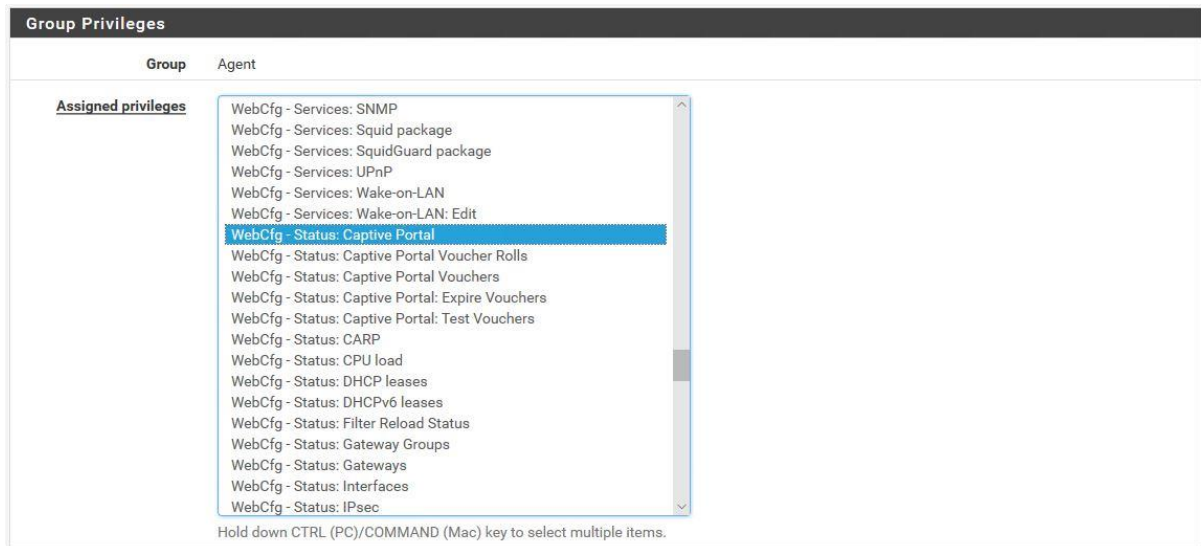 Group Privileges
Group Agent
Assigned privileges
WebCfg - Services: SNMP
WebCfg - Services: Squid package
WebCfg - Services: SquidGuard package
WebCfg - Services: UPnP
WebCfg - Services: Wake-on-LAN
WebCfg - Services: Wake-on-LAN: Edit
WebCfg - Status: Captive Portal
WebCfg - Status: Captive Portal Voucher Rolls
WebCfg - Status: Captive Portal Vouchers
WebCfg - Status: Captive Portal: Expire Vouchers
WebCfg - Status: Captive Portal: Test Vouchers
WebCfg - Status: CARP
WebCfg - Status: CPU load
WebCfg - Status: DHCP leases
WebCfg - Status: DHCPv6 leases
WebCfg - Status: Filter Reload Status
WebCfg - Status: Gateway Groups
WebCfg - Status: Gateways
WebCfg - Status: Interfaces
WebCfg - Status: IPsec
Hold down CTRL (PC)/COMMAND (Mac) key to select multiple items.